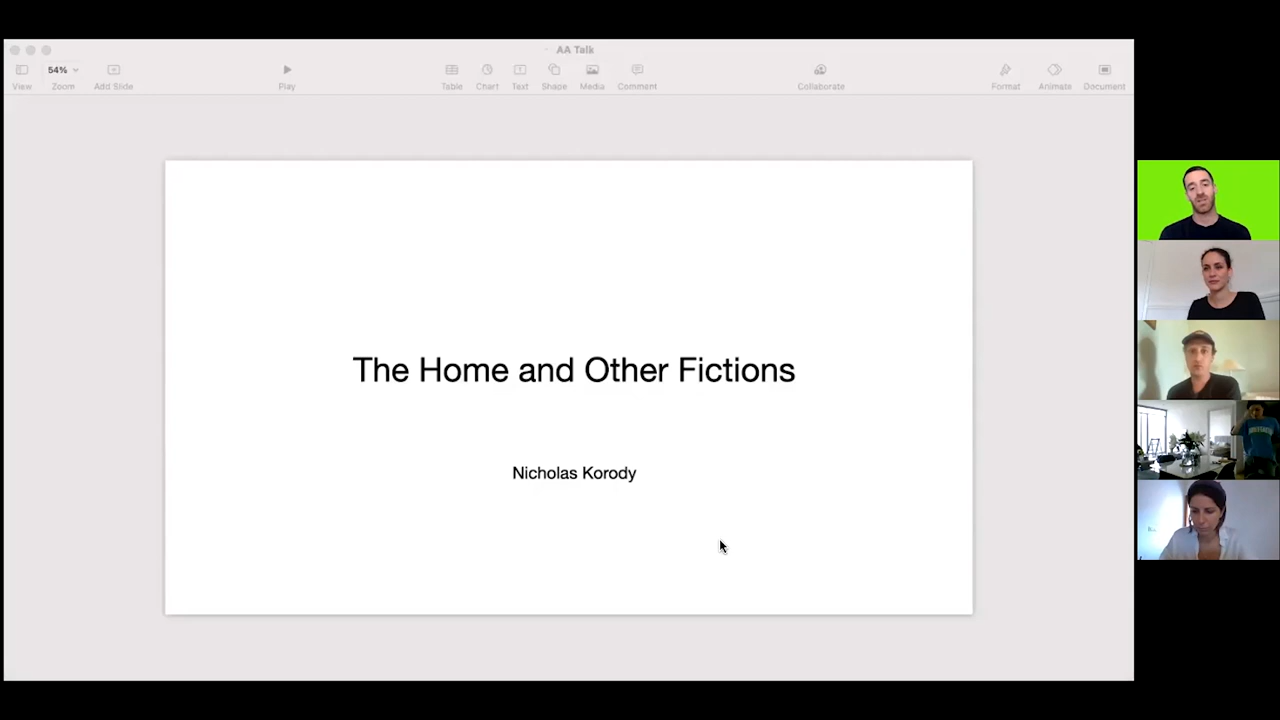 AA Talk
54%
View
Zoom
Add Slide
Play
Table
Chart
Text
Shape
Media
Comment
Collaborate
Format
Animate
Document
The Home and Other Fictions
Nicholas Korody